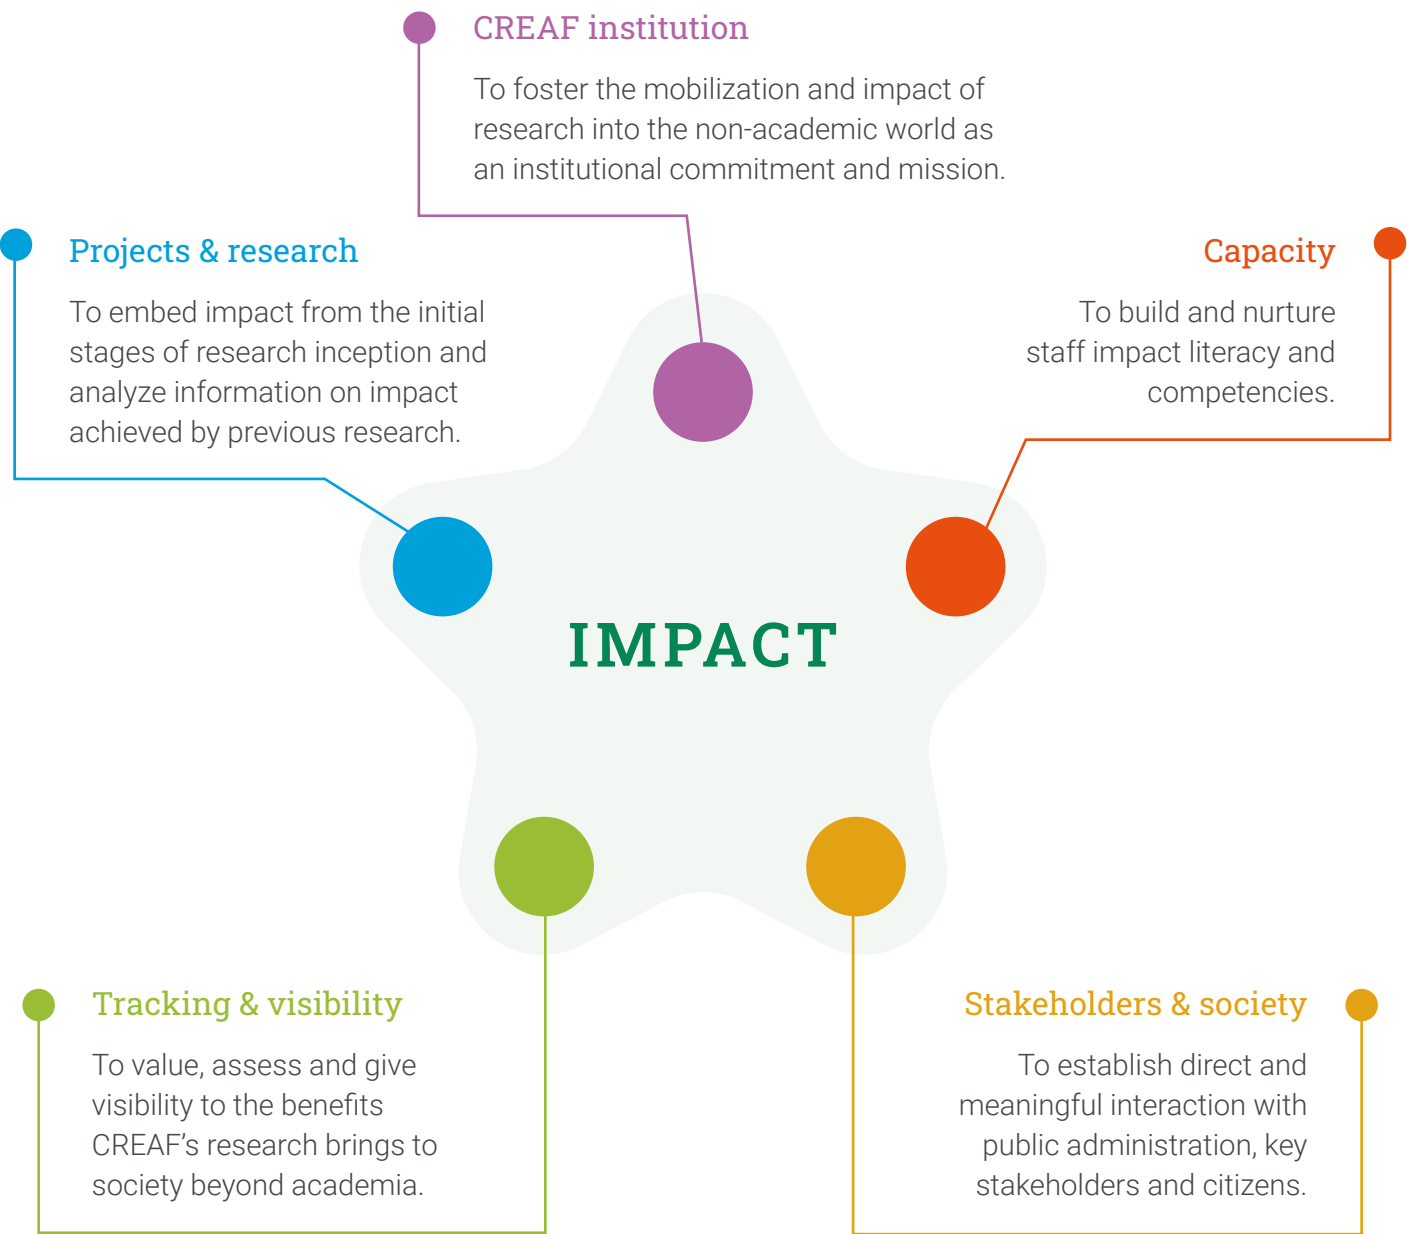 CREAF institution
To foster the mobilization and impact of
research into the non-academic world as
an institutional commitment and mission.
Projects & research
To embed impact from the initial
stages of research inception and
analyze information on impact
achieved by previous research.
Capacity
To build and nurture
staff impact literacy and
competencies.
IMPACT
Tracking & visibility
To value, assess and give
visibility to the benefits
CREAF’s research brings to
society beyond academia.
Stakeholders & society
To establish direct and
meaningful interaction with
public administration, key
stakeholders and citizens.